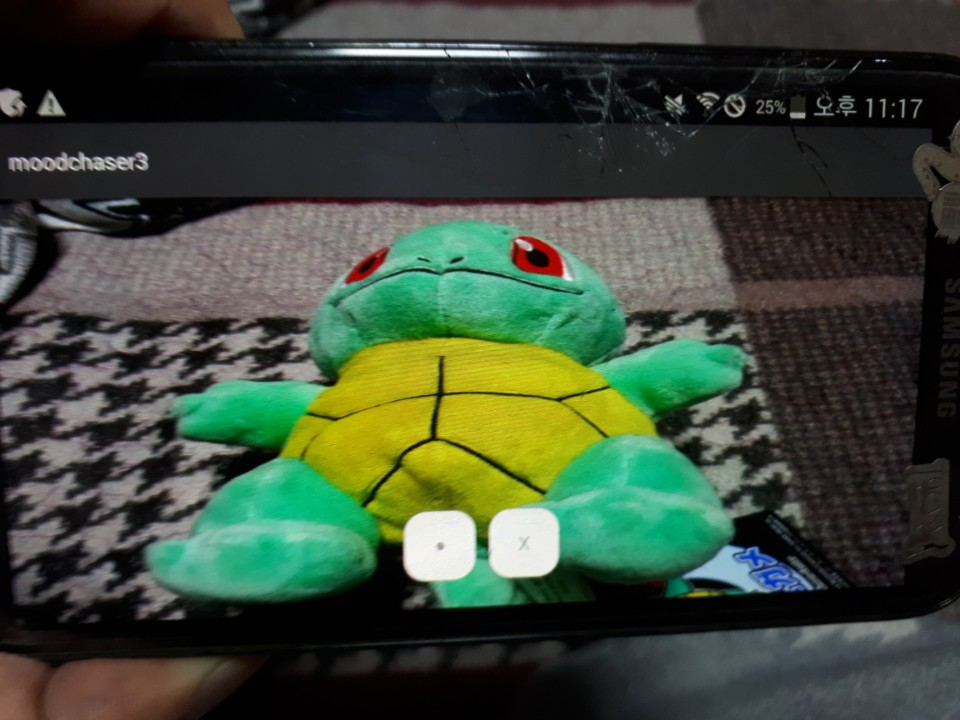 25% 오후 11:17
moodchaser3
SAMSUNG